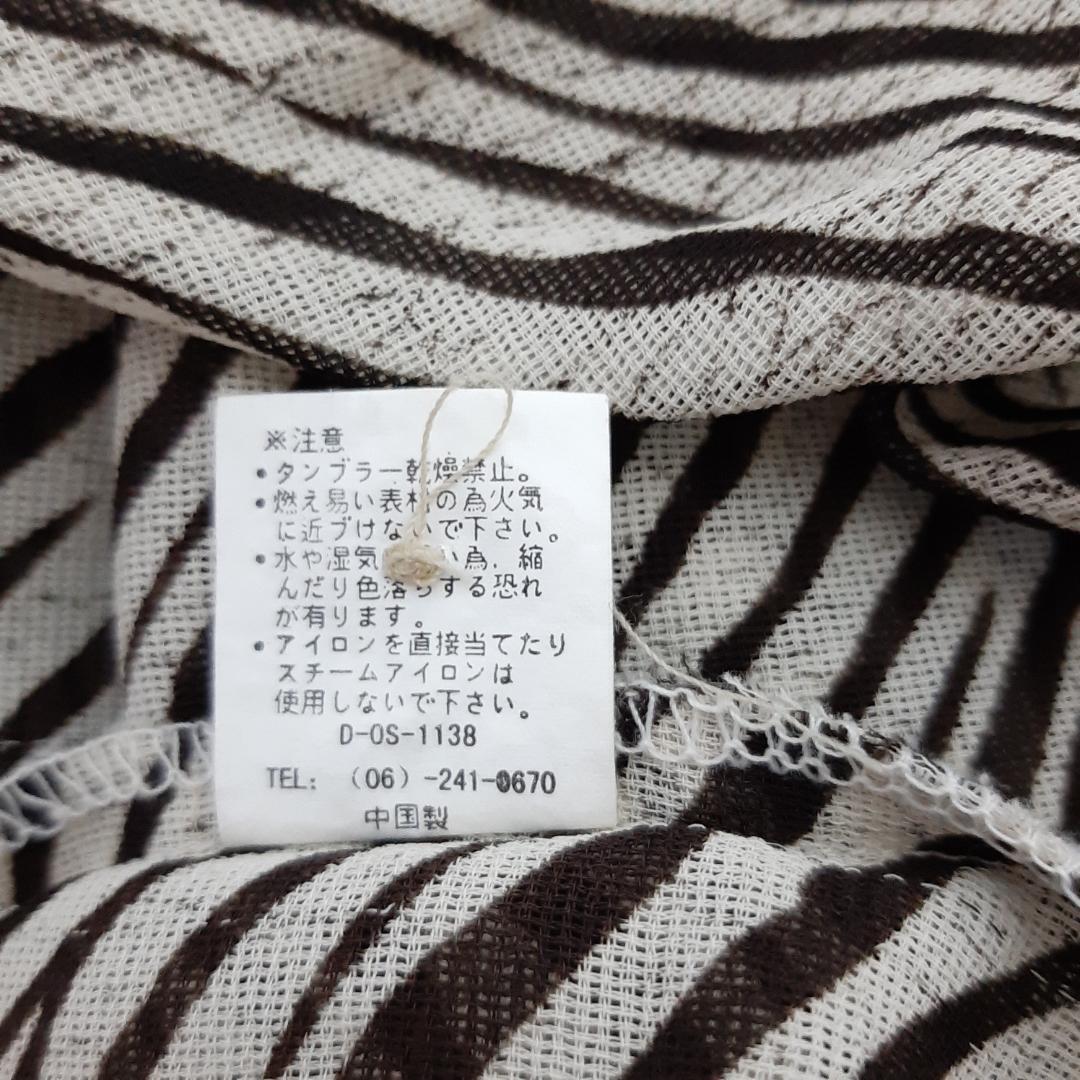 ※注意
•タンブラー乾燥禁止。
•燃え易い表材の為火気
に近づけないで下さい。
•水や湿気 い為、縮
んだり色落ちする恐れ
が有ります。
•アイロンを直接当てたり
スチームアイロンは
使用しないで下さい。
D-OS-1138
TEL: (06) -241-0670
中国製